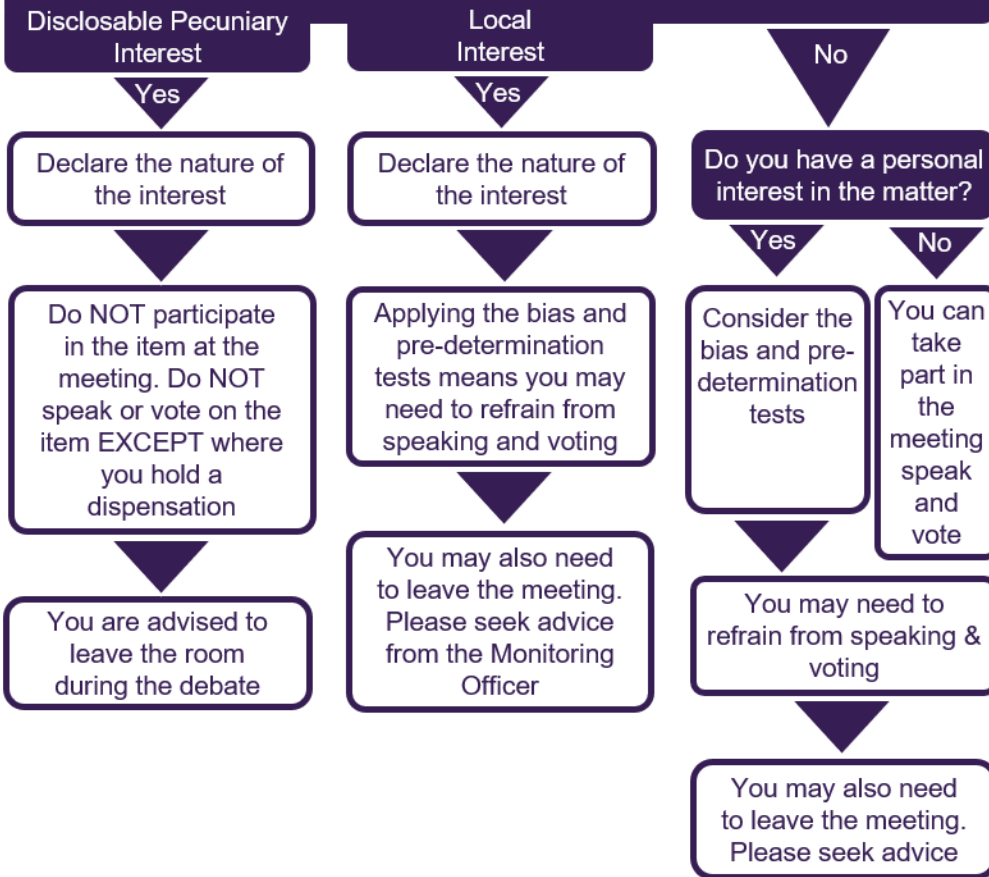 Disclosable Pecuniary
Interest
Yes
Declare the nature of
the interest
Do NOT participate
in the item at the
meeting. Do NOT
speak or vote on the
item EXCEPT where
you hold a
dispensation
You are advised to
leave the room
during the debate
Local
Interest
Yes
Declare the nature of
the interest
Applying the bias and
pre-determination
tests means you may
need to refrain from
speaking and voting
You may also need
to leave the meeting.
Please seek advice
from the Monitoring
Officer
No
Do you have a personal
interest in the matter?
Yes
Consider the
bias and pre-
determination
tests
You may need to
refrain from speaking &
voting
You may also need
to leave the meeting.
Please seek advice
No
You can
take
part in
the
meeting
speak
and
vote